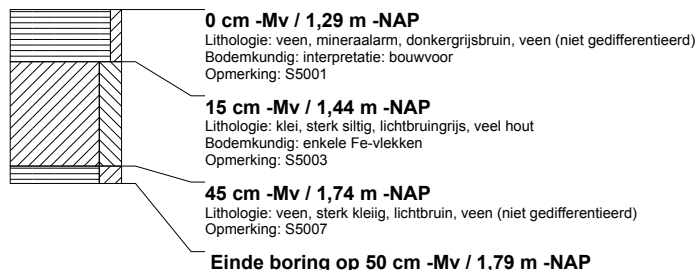 0 cm -Mv / 1,29 m -NAP
Lithologie: veen, mineraalarm, donkergrijsbruin, veen (niet gedifferentieerd)
Bodemkundig: interpretatie: bouwvoor
Opmerking: S5001
15 cm -Mv / 1,44 m -NAP
Lithologie: klei, sterk siltig, lichtbruingrijs, veel hout
Bodemkundig: enkele Fe-vlekken
Opmerking: S5003
45 cm -Mv / 1,74 m -NAP
Lithologie: veen, sterk kleiig, lichtbruin, veen (niet gedifferentieerd)
Opmerking: S5007
Einde boring op 50 cm -Mv / 1,79 m -NAP